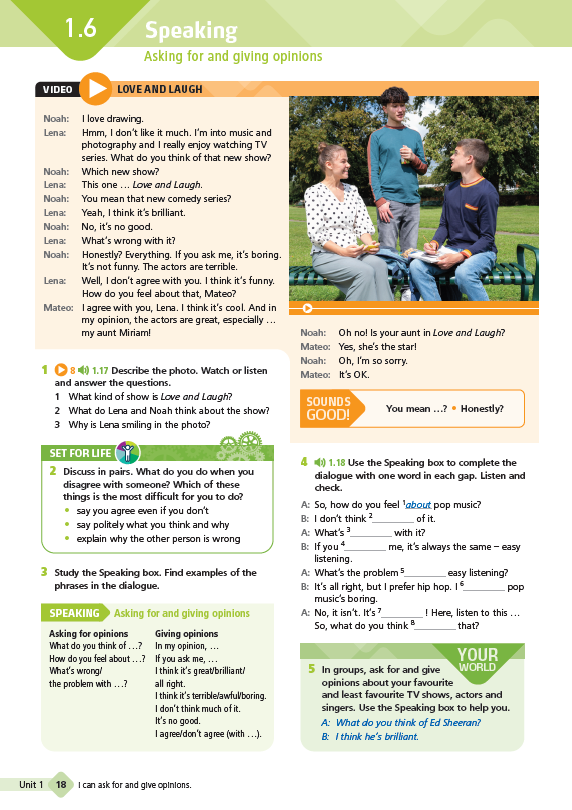 1.6
Speaking
Asking for and giving opinions
VIDEO
LOVE AND LAUGH
Noah: I love drawing.
Lena: Hmm, I don't like it much. I'm into music and
photography and I really enjoy watching TV
series. What do you think of that new show?
Noah: Which new show?
Lena: This one … Love and Laugh.
Noah: You mean that new comedy series?
Lena: Yeah, I think it's brilliant.
Noah: No, it's no good.
Lena: What's wrong with it?
Noah: Honestly? Everything. If you ask me, it's boring.
It's not funny. The actors are terrible.
Lena: Well, I don't agree with you. I think it's funny.
How do you feel about that, Mateo?
Mateo: I agree with you, Lena. I think it's cool. And in
my opinion, the actors are great, especially …
my aunt Miriam!
Noah: Oh no! Is your aunt in Love and Laugh?
Mateo: Yes, she's the star!
Noah: Oh, I'm so sorry.
Mateo: It's OK.
SOUNDS
GOOD!
You mean …? • Honestly?
1 8 1.17 Describe the photo. Watch or listen
and answer the questions.
1 What kind of show is Love and Laugh?
2 What do Lena and Noah think about the show?
3 Why is Lena smiling in the photo?
SET FOR LIFE
2 Discuss in pairs. What do you do when you
disagree with someone? Which of these
things is the most difficult for you to do?
• say you agree even if you don't
• say politely what you think and why
• explain why the other person is wrong
3 Study the Speaking box. Find examples of the
phrases in the dialogue.
SPEAKING Asking for and giving opinions
Asking for opinions
What do you think of …?
How do you feel about …?
What's wrong/
the problem with …?
Giving opinions
In my opinion, …
If you ask me, …
I think it's great/brilliant/
all right.
I think it's terrible/awful/boring.
I don't think much of it.
It's no good.
I agree/don't agree (with …).
4 1.18 Use the Speaking box to complete the
dialogue with one word in each gap. Listen and
check.
A: So, how do you feel 1about pop music?
B: I don't think 2________ of it.
A: What's 3________ with it?
B: If you 4________ me, it's always the same – easy
listening.
A: What's the problem 5________ easy listening?
B: It's all right, but I prefer hip hop. I 6________ pop
music's boring.
A: No, it isn't. It's 7________ ! Here, listen to this …
So, what do you think 8________ that?
YOUR
WORLD
5 In groups, ask for and give
opinions about your favourite
and least favourite TV shows, actors and
singers. Use the Speaking box to help you.
A: What do you think of Ed Sheeran?
B: I think he's brilliant.
Unit 1 18 I can ask for and give opinions.